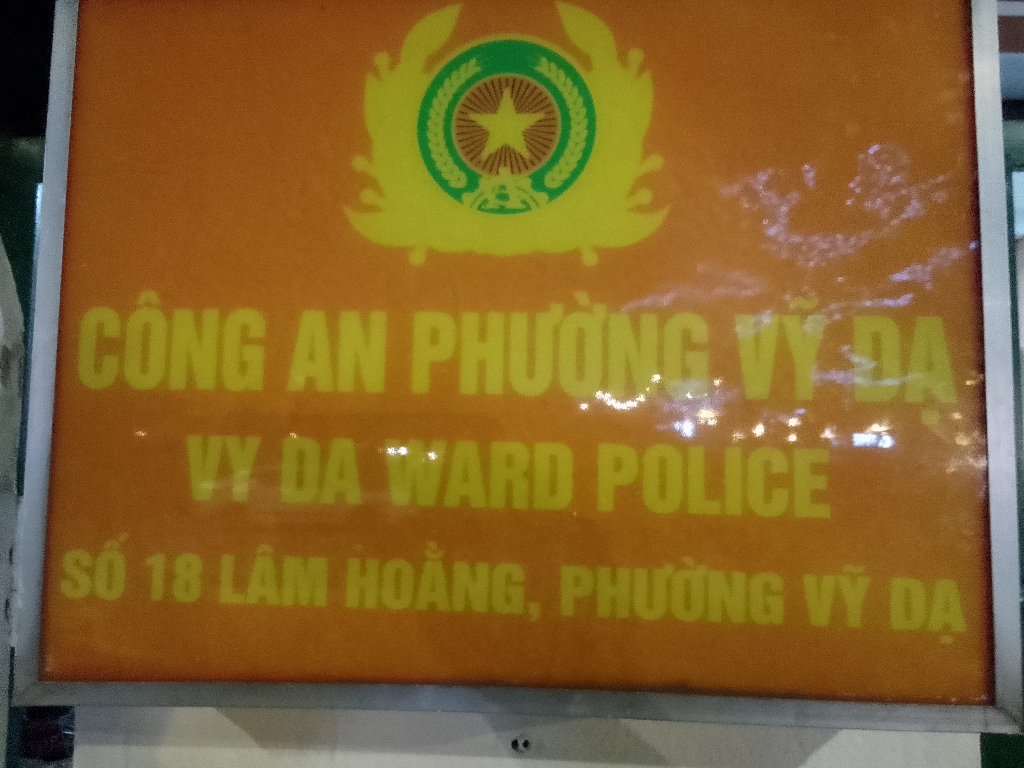 CÔNG AN PHƯỜNG VỸ DẠ
VY DA WARD POLICE
SỐ 18 LÂM HOẰNG, PHƯỜNG VỸ DẠ